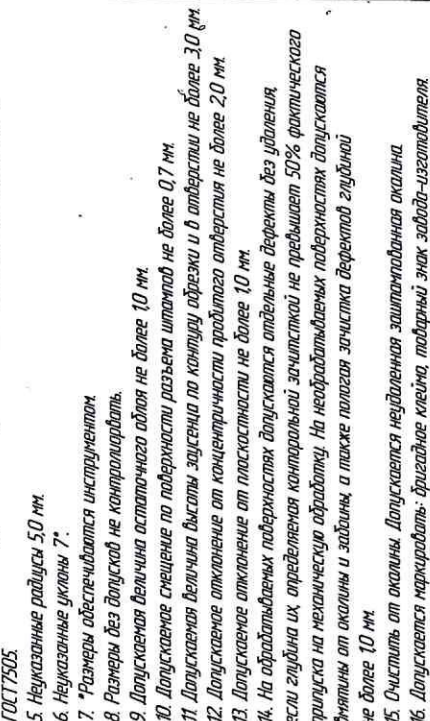 ГОСТ7505.
5. Неуказанные радиусы 5,0 мм.
6. Неуказанные уклоны 7°.
7. *Размеры обеспечиваются инструментом.
8. Размеры без допусков не контролировать.
9. Допускаемая величина остаточного облоя не более 1,0 мм.
10. Допускаемое смещение по поверхности разъема штампов не более 0,7 мм.
11. Допускаемая величина высоты заусенца по контуру обрезки и в отверстии не более 3,0 мм.
12. Допускаемое отклонение от концентричности пробитого отверстия не более 2,0 мм.
13. Допускаемое отклонение от плоскостности не более 1,0 мм.
14. На обрабатываемых поверхностях допускаются отдельные дефекты без удаления,
если глубина их, определяемая контрольной зачисткой не превышает 50% фактического
припуска на механическую обработку. На необрабатываемых поверхностях допускаются
вмятины от окалины и забоины, а также пологая зачистка дефектов глубиной
не более 1,0 мм.
15. Очистить от окалины. Допускается неудаленная заштампованная окалина.
16. Допускается маркировать: бригадное клеймо, товарный знак завода-изготовителя.